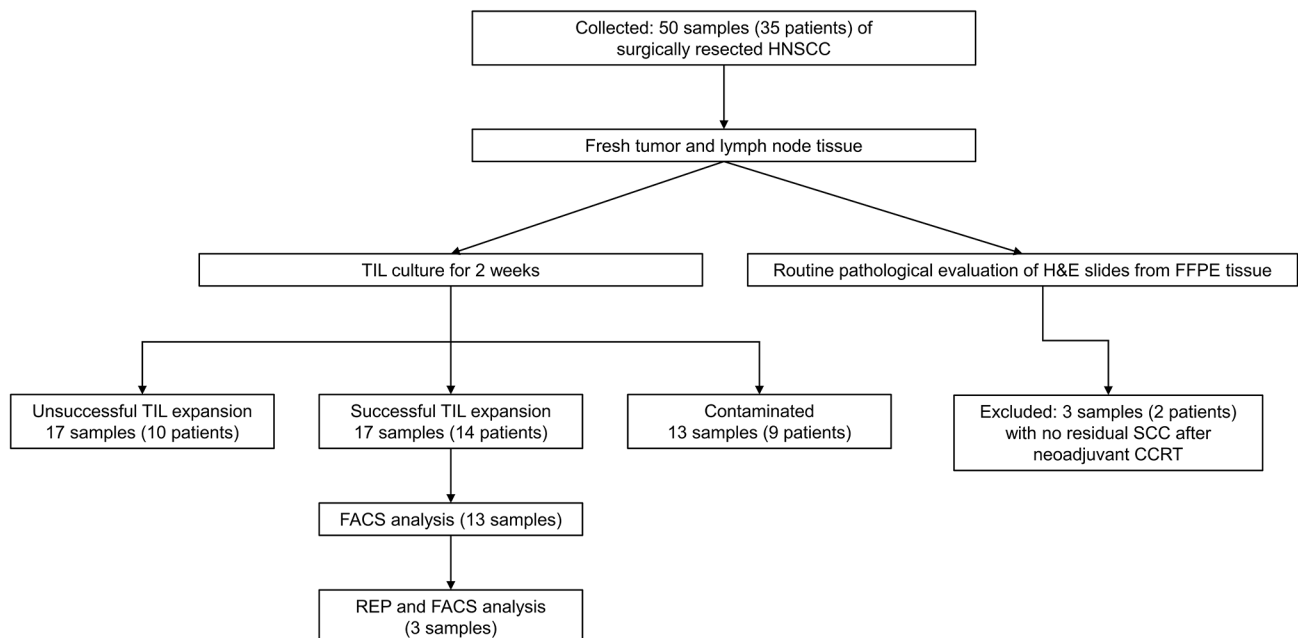 Collected: 50 samples (35 patients) of
surgically resected HNSCC
Fresh tumor and lymph node tissue
TIL culture for 2 weeks
Routine pathological evaluation of H&E slides from FFPE tissue
Unsuccessful TIL expansion
17 samples (10 patients)
Successful TIL expansion
17 samples (14 patients)
Contaminated
13 samples (9 patients)
Excluded: 3 samples (2 patients)
with no residual SCC after
neoadjuvant CCRT
FACS analysis (13 samples)
REP and FACS analysis
(3 samples)